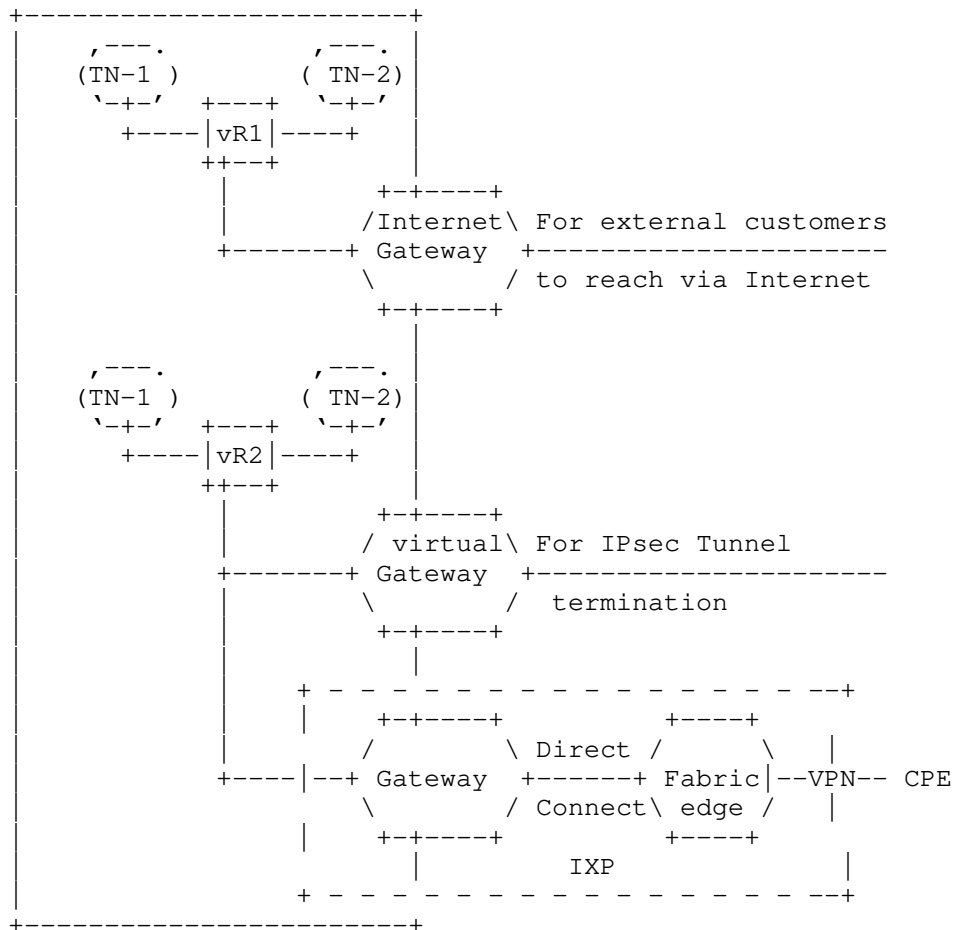 TN-1 TN-2
vR1
Internet For external customers
Gateway
to reach via Internet
TN-1 TN-2
vR2
virtual For IPsec Tunnel
Gateway
termination
Direct
Gateway Fabric VPN CPE
Connect edge
IXP